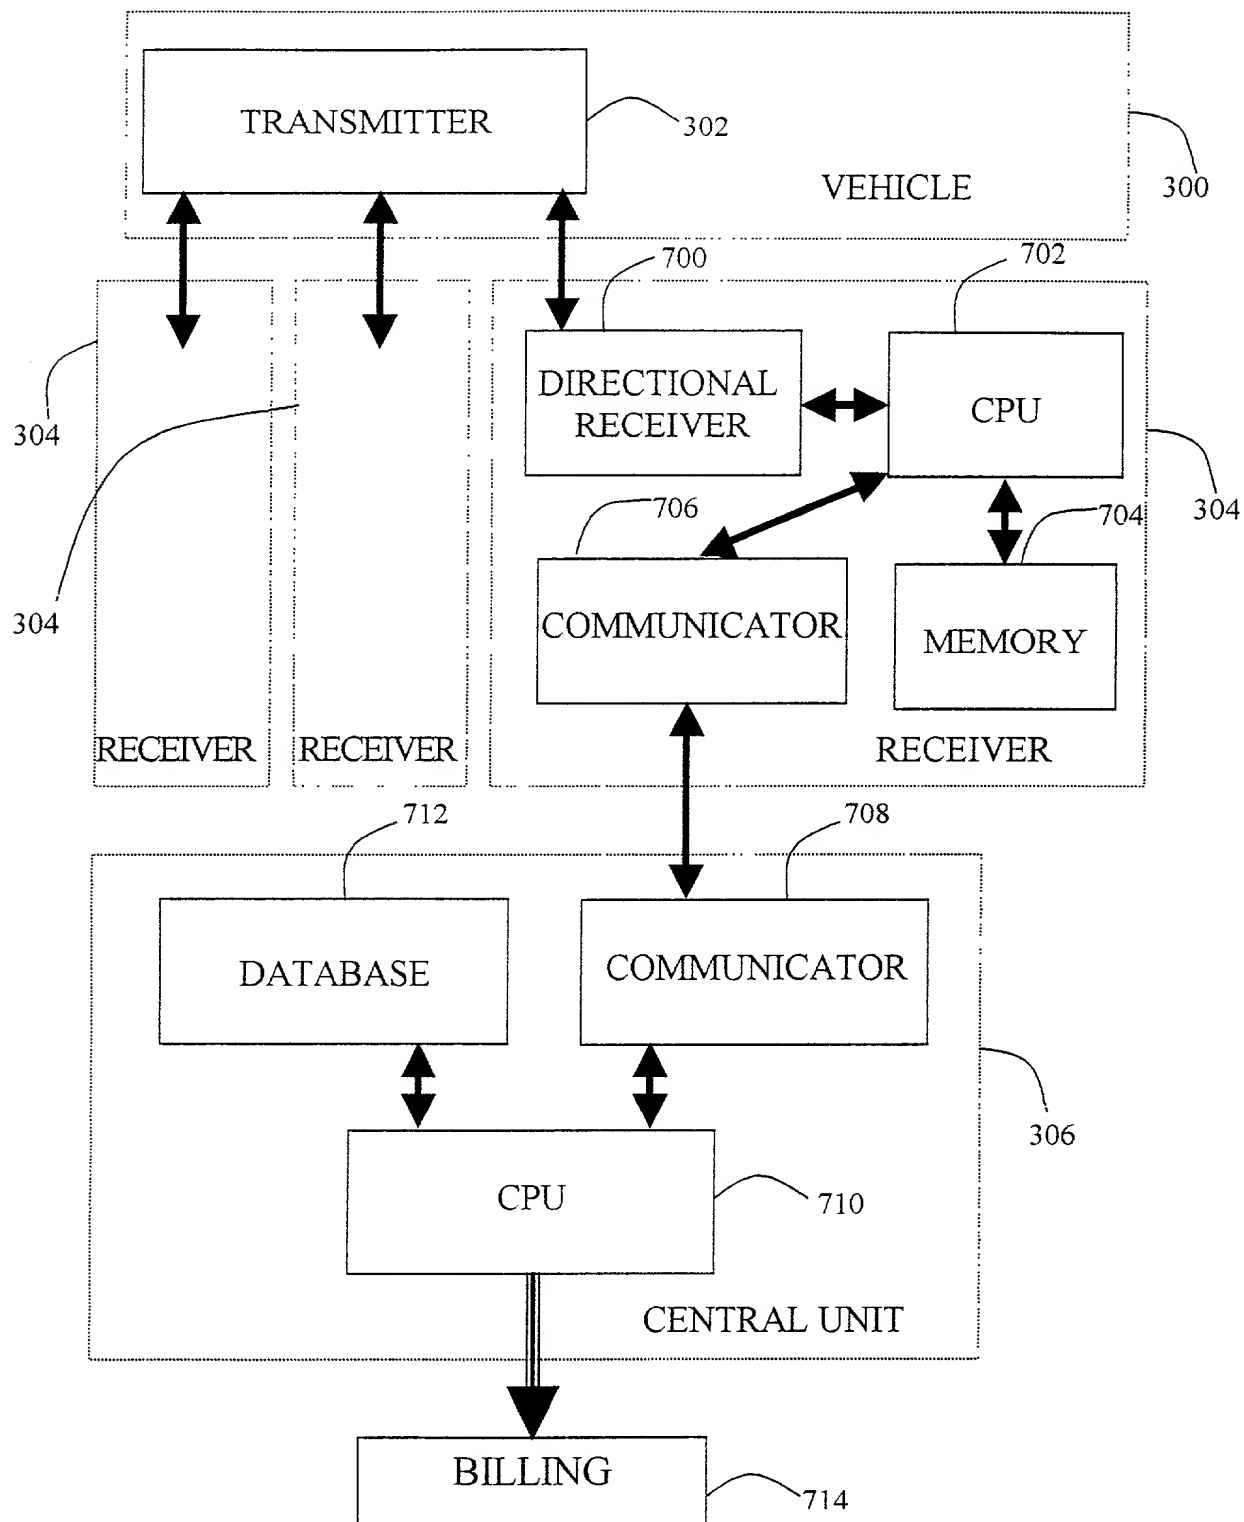 TRANSMITTER
302
VEHICLE
300
700
702
304
DIRECTIONAL
RECEIVER
CPU
304
706
704
304
COMMUNICATOR
MEMORY
RECEIVER
RECEIVER
RECEIVER
712
708
DATABASE
COMMUNICATOR
306
CPU
710
CENTRAL UNIT
BILLING
714